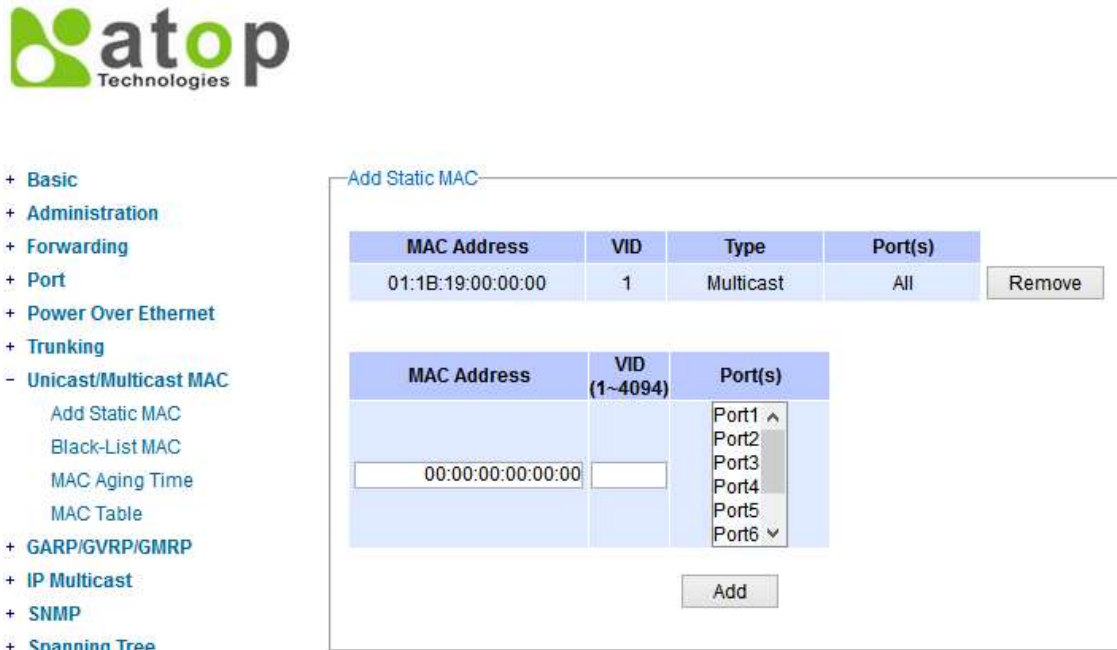 atop
Technologies
+ Basic
+ Administration
+ Forwarding
+ Port
+ Power Over Ethernet
+ Trunking
- Unicast/Multicast MAC
Add Static MAC
Black-List MAC
MAC Aging Time
MAC Table
+ GARP/GVRP/GMRP
+ IP Multicast
+ SNMP
+ Spanning Tree
Add Static MAC
MAC Address VID Type Port(s)
01:1B:19:00:00:00 1 Multicast All Remove
MAC Address VID (1~4094) Port(s)
00:00:00:00:00:00
Port1
Port2
Port3
Port4
Port5
Port6
Add